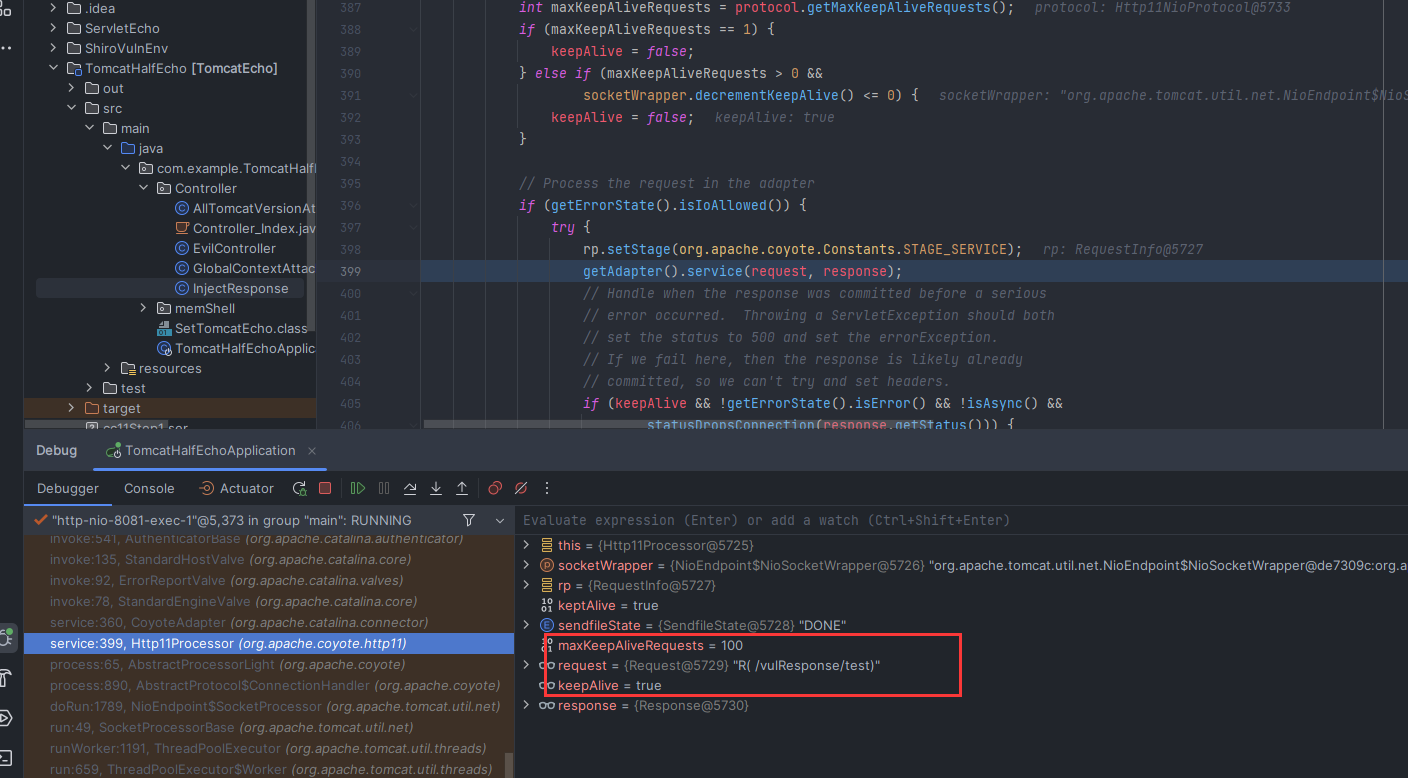 .idea
ServletEcho
ShiroVulnEnv
TomcatHalfEcho [TomcatEcho]
out
src
main
java
com.example.TomcatHalf
Controller
AllTomcatVersionAt
Controller_Index.jav
EvilController
GlobalContextAttac
InjectResponse
memShell
SetTomcatEcho.class
TomcatHalfEchoApplic
resources
test
target
cc11Step1.ser
387 int maxKeepAliveRequests = protocol.getMaxKeepAliveRequests(); protocol: Http11NioProtocol@5733
388 if (maxKeepAliveRequests == 1) {
389 keepAlive = false;
390 } else if (maxKeepAliveRequests > 0 &&
391 socketWrapper.decrementKeepAlive() <= 0) { socketWrapper: "org.apache.tomcat.util.net.NioEndpoint$NioS
392 keepAlive = false; keepAlive: true
393 }
394
395 // Process the request in the adapter
396 if (getErrorState().isIoAllowed()) {
397 try {
398 rp.setStage(org.apache.coyote.Constants.STAGE_SERVICE); rp: RequestInfo@5727
399 getAdapter().service(request, response);
400 // Handle when the response was committed before a serious
401 // error occurred.  Throwing a ServletException should both
402 // set the status to 500 and set the errorException.
403 // If we fail here, then the response is likely already
404 // committed, so we can't try and set headers.
405 if (keepAlive && !getErrorState().isError() && !isAsync() &&
406 statusDropsConnection(response.getStatus())) {
Debug TomcatHalfEchoApplication
Debugger Console Actuator
"http-nio-8081-exec-1"@5,373 in group "main": RUNNING
invoke:541, AuthenticatorBase (org.apache.catalina.authenticator)
invoke:135, StandardHostValve (org.apache.catalina.core)
invoke:92, ErrorReportValve (org.apache.catalina.valves)
invoke:78, StandardEngineValve (org.apache.catalina.core)
service:360, CoyoteAdapter (org.apache.catalina.connector)
service:399, Http11Processor (org.apache.coyote.http11)
process:65, AbstractProcessorLight (org.apache.coyote)
process:890, AbstractProtocol$ConnectionHandler (org.apache.coyote)
doRun:1789, NioEndpoint$SocketProcessor (org.apache.tomcat.util.net)
run:49, SocketProcessorBase (org.apache.tomcat.util.net)
runWorker:1191, ThreadPoolExecutor (org.apache.tomcat.util.threads)
run:659, ThreadPoolExecutor$Worker (org.apache.tomcat.util.threads)
Evaluate expression (Enter) or add a watch (Ctrl+Shift+Enter)
this = {Http11Processor@5725}
socketWrapper = {NioEndpoint$NioSocketWrapper@5726} "org.apache.tomcat.util.net.NioEndpoint$NioSocketWrapper@de7309c:org.a
rp = {RequestInfo@5727}
keptAlive = true
sendfileState = {SendfileState@5728} "DONE"
maxKeepAliveRequests = 100
request = {Request@5729} "R( /vulResponse/test)"
keepAlive = true
response = {Response@5730}